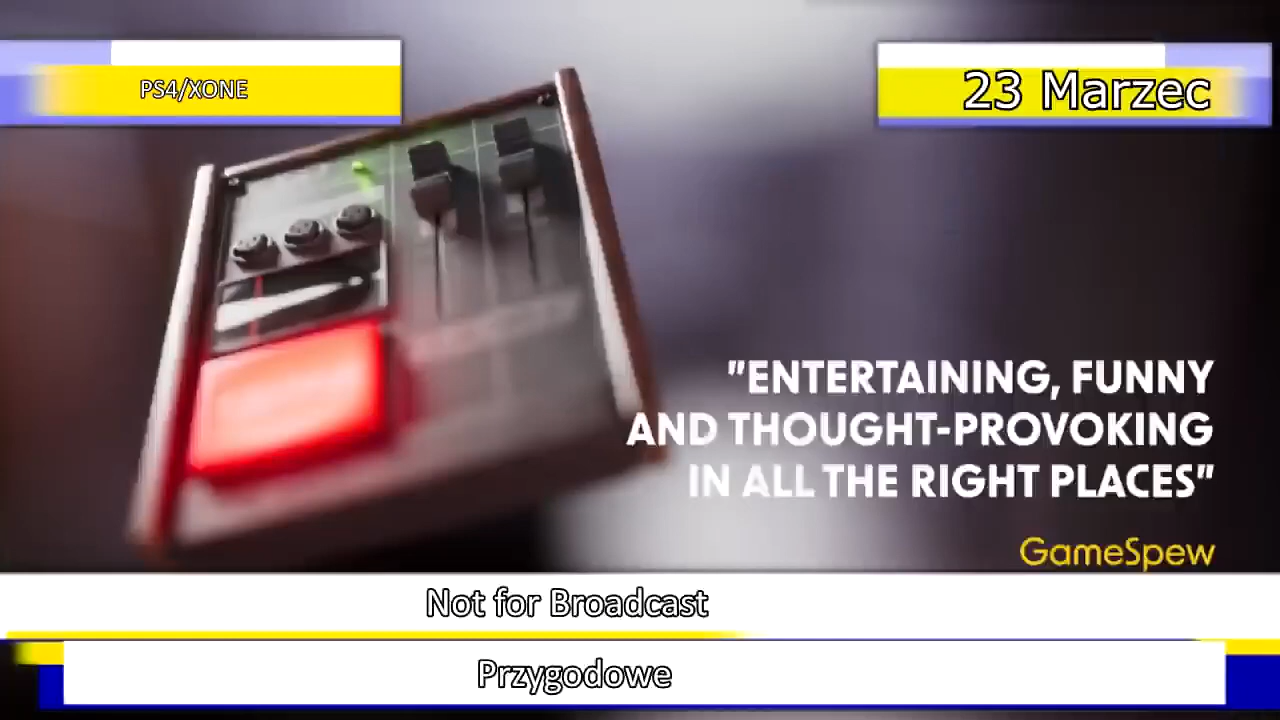 PS4/XONE
23 Marzec
"ENTERTAINING, FUNNY
AND THOUGHT-PROVOKING
IN ALL THE RIGHT PLACES"
GameSpew
Not for Broadcast
Przygodowe